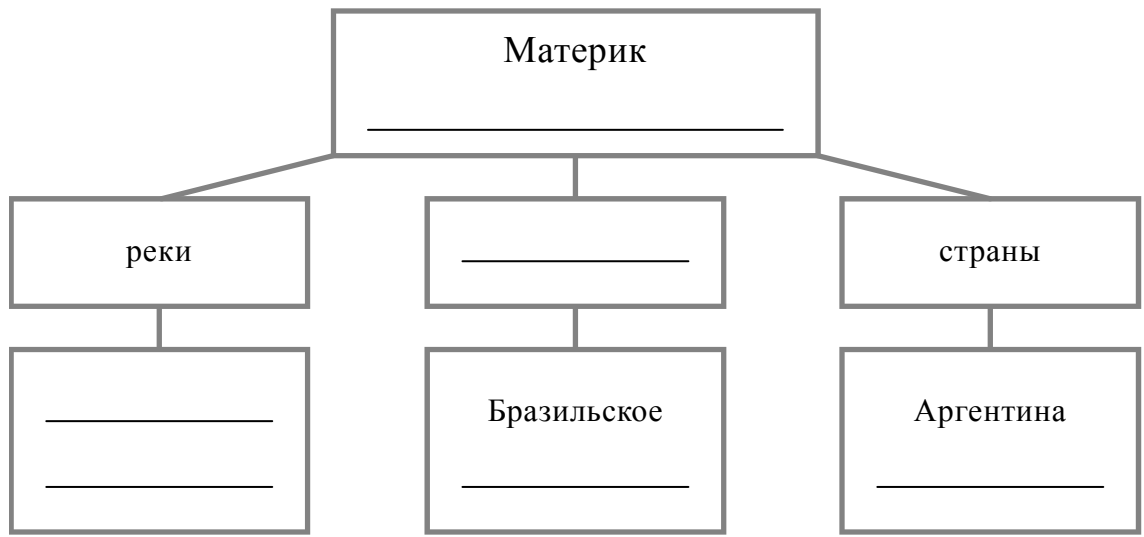 Материк
реки
страны
Бразильское
Аргентина